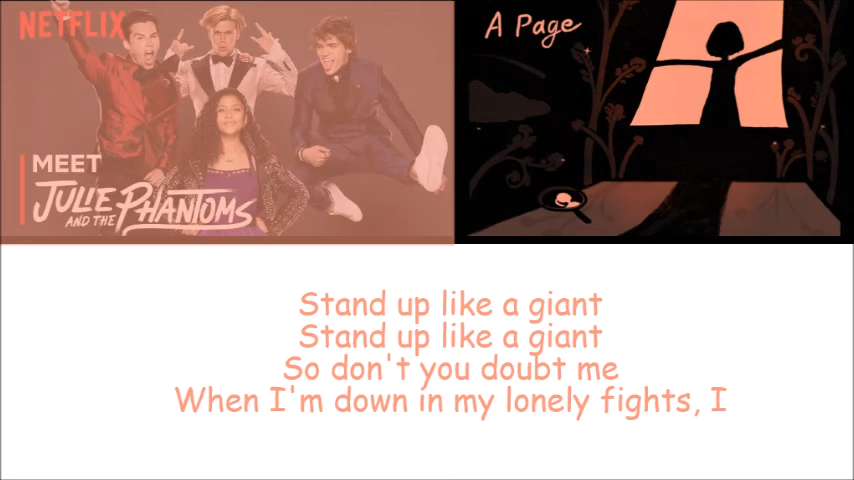 NETFLIX
MEET
JULIE
AND THE PHANTOMS
A Page
Stand up like a giant
Stand up like a giant
So don't you doubt me
When I'm down in my lonely fights, I